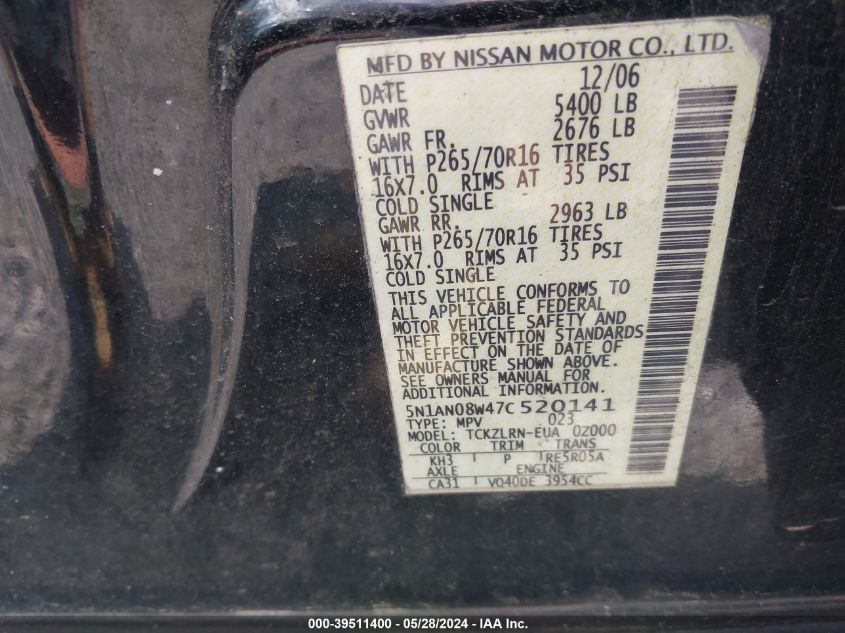 MFD BY NISSAN MOTOR CO., LTD.
DATE 12/06
GVWR 5400 LB
GAWR FR. 2676 LB
WITH P265/70R16 TIRES
16X7.0 RIMS AT 35 PSI
COLD SINGLE
GAWR RR. 2963 LB
WITH P265/70R16 TIRES
16X7.0 RIMS AT 35 PSI
COLD SINGLE
THIS VEHICLE CONFORMS TO
ALL APPLICABLE FEDERAL
MOTOR VEHICLE SAFETY AND
THEFT PREVENTION STANDARDS
IN EFFECT ON THE DATE OF
MANUFACTURE SHOWN ABOVE.
SEE OWNERS MANUAL FOR
ADDITIONAL INFORMATION.
5N1AN08W47C520141
TYPE: MPV 023
MODEL: TCKZLRN-EUA 0Z000
COLOR TRIM TRANS
KH3 P RE5R05A
AXLE ENGINE
CA31 VQ40DE 3954CC
000-39511400 - 05/28/2024 - IAA Inc.